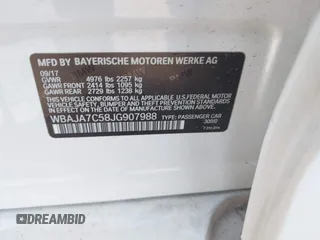 MFD BY BAYERISCHE MOTOREN WERKE AG
09/17
GVWR 4976 lbs 2257 kg
GAWR FRONT 2414 lbs 1095 kg
GAWR REAR 2729 lbs 1238 kg
THIS VEHICLE CONFORMS TO ALL APPLICABLE U.S. FEDERAL MOTOR
VEHICLE SAFETY, BUMPER, AND THEFT PREVENTION STANDARDS
IN EFFECT ON THE DATE OF MANUFACTURE SHOWN ABOVE.
WBAJA7C58JG907988 TYPE: PASSENGER CAR
DREAMBID